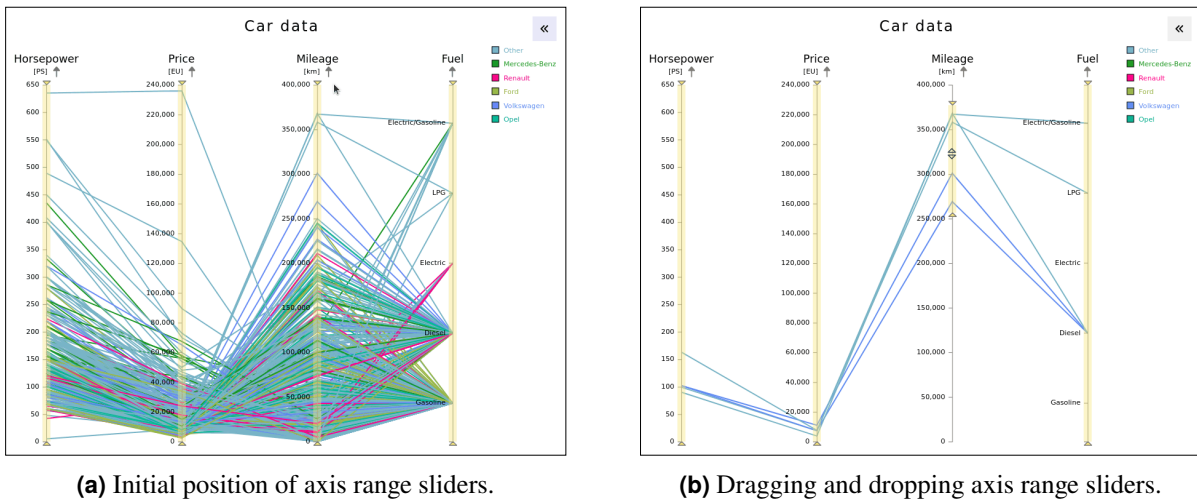 Car data
«
Horsepower
[PS]
Price
[EU]
Mileage
[km]
Fuel
Other
Mercedes-Benz
Renault
Ford
Volkswagen
Opel
650
600
550
500
450
400
350
300
250
200
150
100
50
0
240,000
220,000
200,000
180,000
160,000
140,000
120,000
100,000
80,000
60,000
40,000
20,000
0
400,000
350,000
300,000
250,000
200,000
150,000
100,000
50,000
0
Electric/Gasoline
LPG
Electric
Diesel
Gasoline
(a) Initial position of axis range sliders.
Car data
«
Horsepower
[PS]
Price
[EU]
Mileage
[km]
Fuel
Other
Mercedes-Benz
Renault
Ford
Volkswagen
Opel
650
600
550
500
450
400
350
300
250
200
150
100
50
0
240,000
220,000
200,000
180,000
160,000
140,000
120,000
100,000
80,000
60,000
40,000
20,000
0
400,000
350,000
300,000
250,000
200,000
150,000
100,000
50,000
0
Electric/Gasoline
LPG
Electric
Diesel
Gasoline
(b) Dragging and dropping axis range sliders.